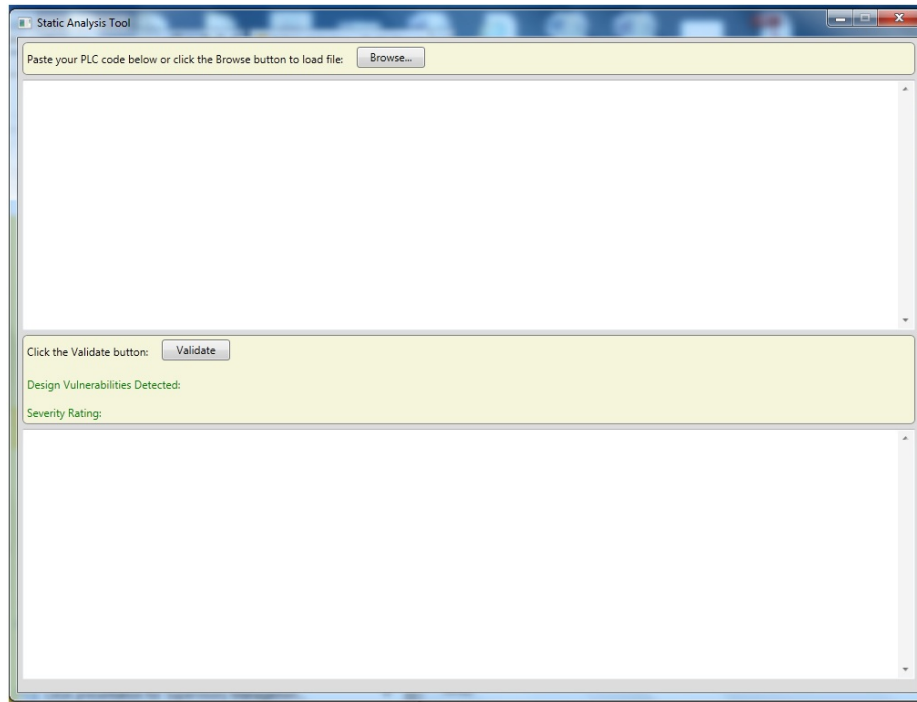 Static Analysis Tool
Paste your PLC code below or click the Browse button to load file: Browse...
Click the Validate button: Validate
Design Vulnerabilities Detected:
Severity Rating: